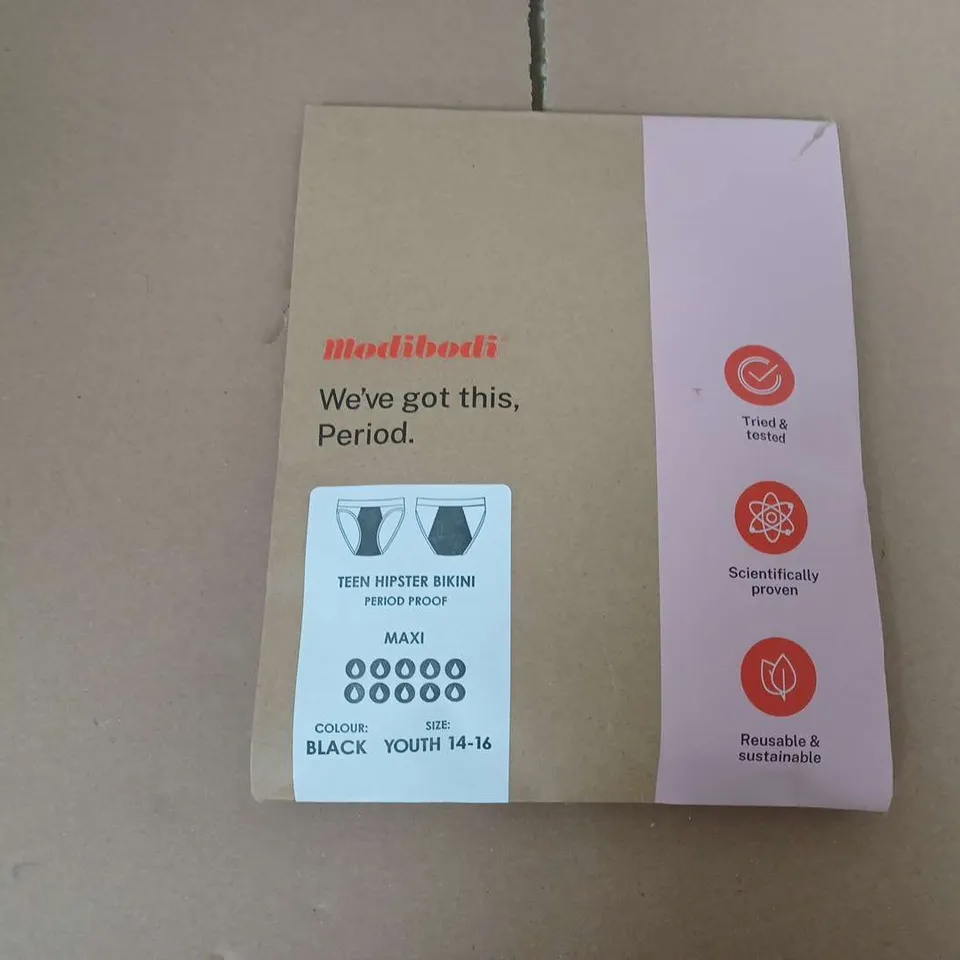 Modibodi
We've got this,
Period.
TEEN HIPSTER BIKINI
PERIOD PROOF
MAXI
COLOUR:
BLACK
SIZE:
YOUTH 14-16
Tried &
tested
Scientifically
proven
Reusable &
sustainable